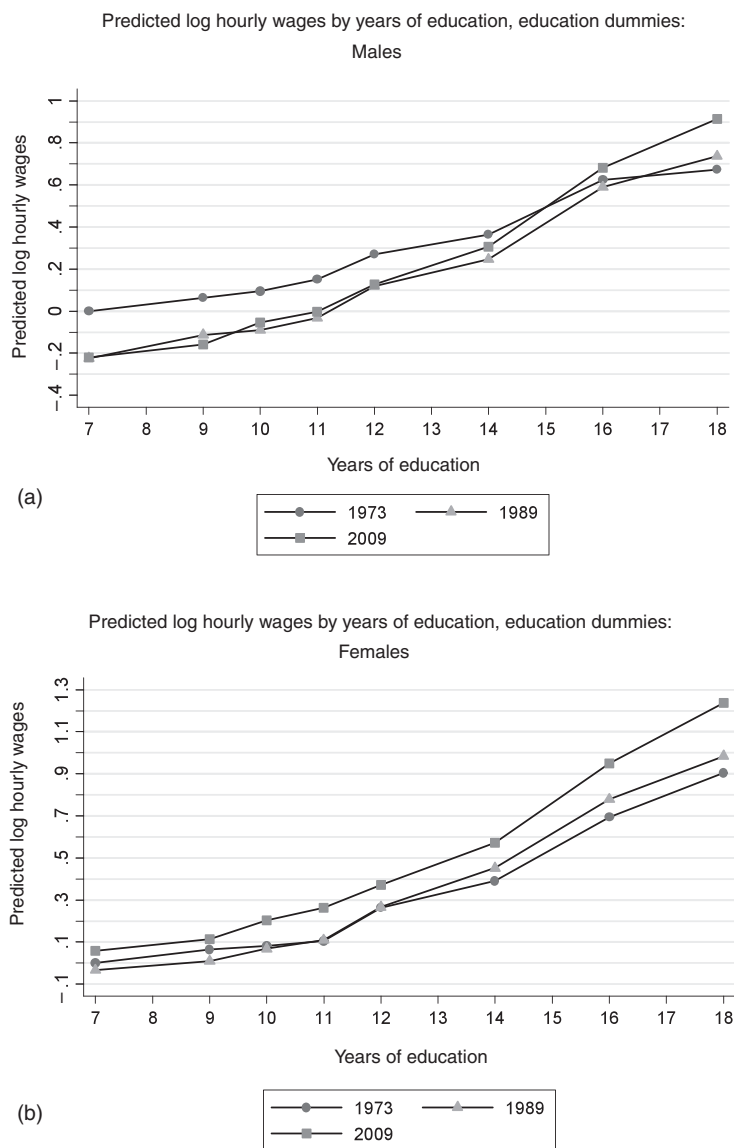 Predicted log hourly wages by years of education, education dummies:
Males
Predicted log hourly wages
1
.8
.6
.4
.2
0
−.2
−.4
7 8 9 10 11 12 13 14 15 16 17 18
Years of education
(a)
1973 1989
2009
Predicted log hourly wages by years of education, education dummies:
Females
Predicted log hourly wages
1.3
1.1
.9
.7
.5
.3
.1
−.1
7 8 9 10 11 12 13 14 15 16 17 18
Years of education
(b)
1973 1989
2009